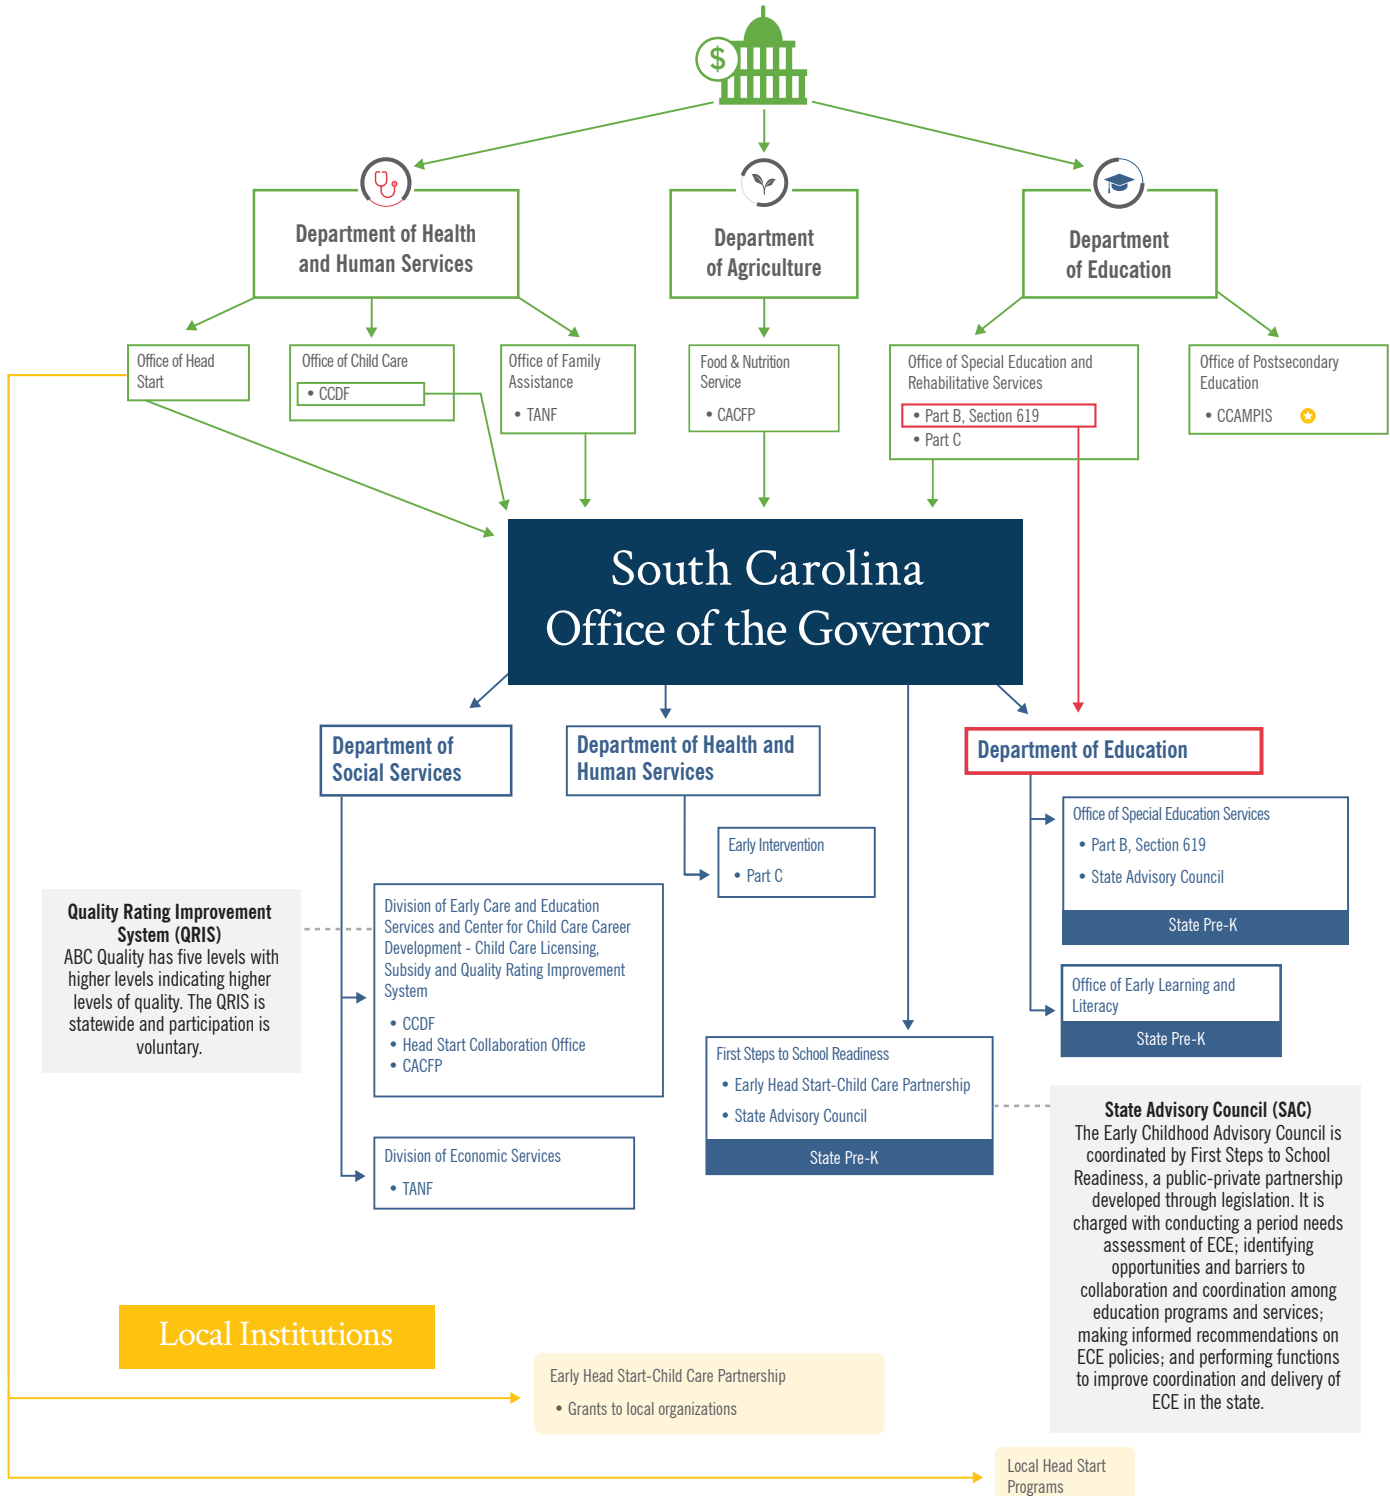 $
Department of Health
and Human Services
Department
of Agriculture
Department
of Education
Office of Head
Start
Office of Child Care
• CCDF
Office of Family
Assistance
• TANF
Food & Nutrition
Service
• CACFP
Office of Special Education and
Rehabilitative Services
• Part B, Section 619
• Part C
Office of Postsecondary
Education
• CCAMPIS
South Carolina
Office of the Governor
Department of
Social Services
Department of Health and
Human Services
Department of Education
Early Intervention
• Part C
Office of Special Education Services
• Part B, Section 619
• State Advisory Council
State Pre-K
Quality Rating Improvement
System (QRIS)
ABC Quality has five levels with
higher levels indicating higher
levels of quality. The QRIS is
statewide and participation is
voluntary.
Division of Early Care and Education
Services and Center for Child Care Career
Development - Child Care Licensing,
Subsidy and Quality Rating Improvement
System
• CCDF
• Head Start Collaboration Office
• CACFP
Office of Early Learning and
Literacy
State Pre-K
First Steps to School Readiness
• Early Head Start-Child Care Partnership
• State Advisory Council
State Pre-K
State Advisory Council (SAC)
The Early Childhood Advisory Council is
coordinated by First Steps to School
Readiness, a public-private partnership
developed through legislation. It is
charged with conducting a period needs
assessment of ECE; identifying
opportunities and barriers to
collaboration and coordination among
education programs and services;
making informed recommendations on
ECE policies; and performing functions
to improve coordination and delivery of
ECE in the state.
Division of Economic Services
• TANF
Local Institutions
Early Head Start-Child Care Partnership
• Grants to local organizations
Local Head Start
Programs